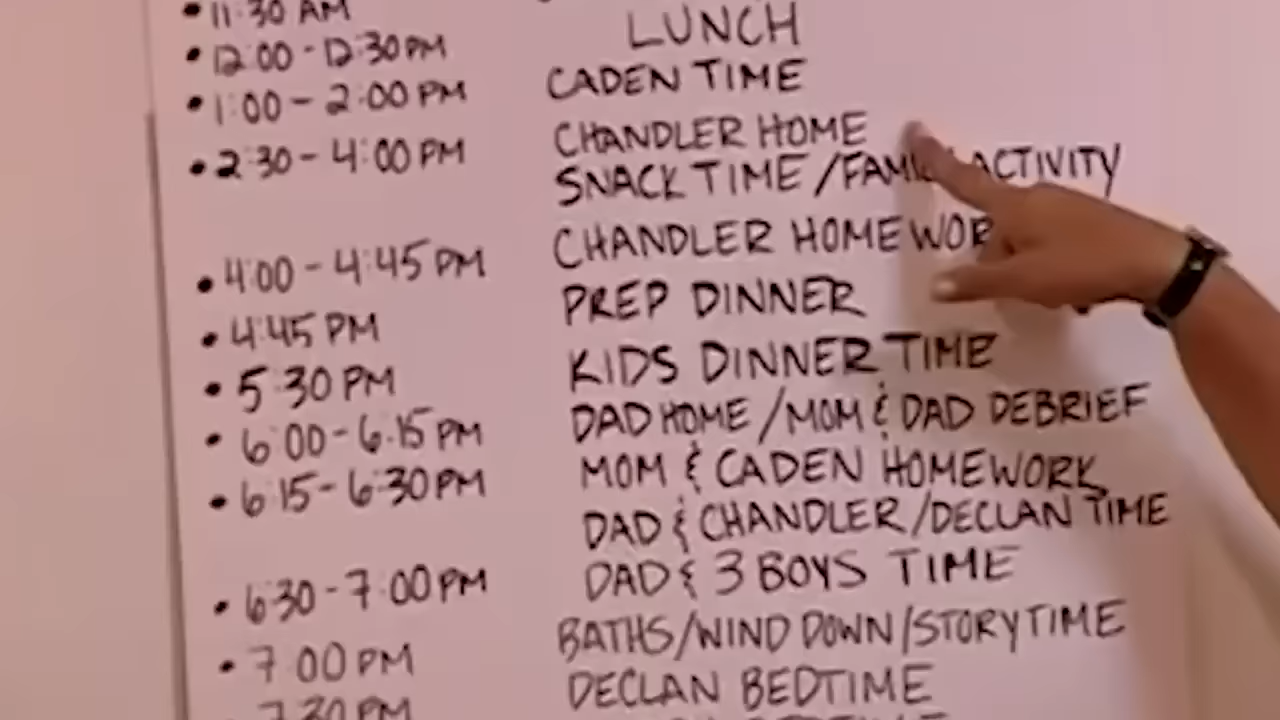 • 11:30 AM
• 12:00 - 12:30 PM LUNCH
• 1:00 - 2:00 PM CADEN TIME
• 2:30 - 4:00 PM CHANDLER HOME
SNACK TIME / ACTIVITY
• 4:00 - 4:45 PM CHANDLER
• 4:45 PM PREP DINNER
• 5:30 PM KIDS DINNER TIME
• 6:00 - 6:15 PM DAD HOME / MOM & DAD DEBRIEF
• 6:15 - 6:30 PM MOM & CADEN HOMEWORK
DAD & CHANDLER / DECLAN TIME
• 6:30 - 7:00 PM DAD & 3 BOYS TIME
• 7:00 PM BATHS/WIND DOWN/STORYTIME
7:30 PM DECLAN BEDTIME